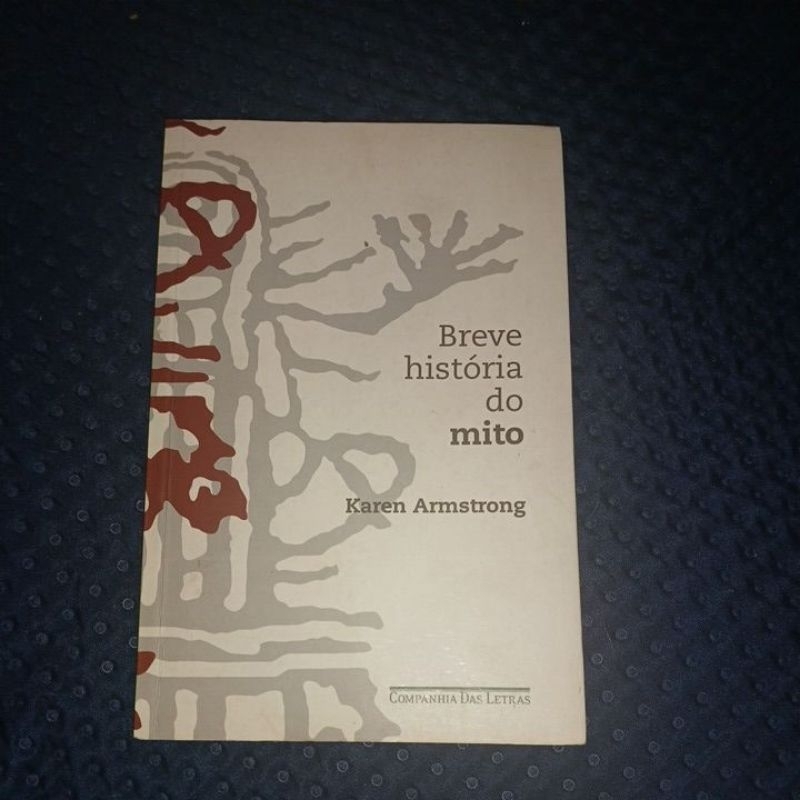 Breve
história
do
mito
Karen Armstrong
COMPANHIA DAS LETRAS